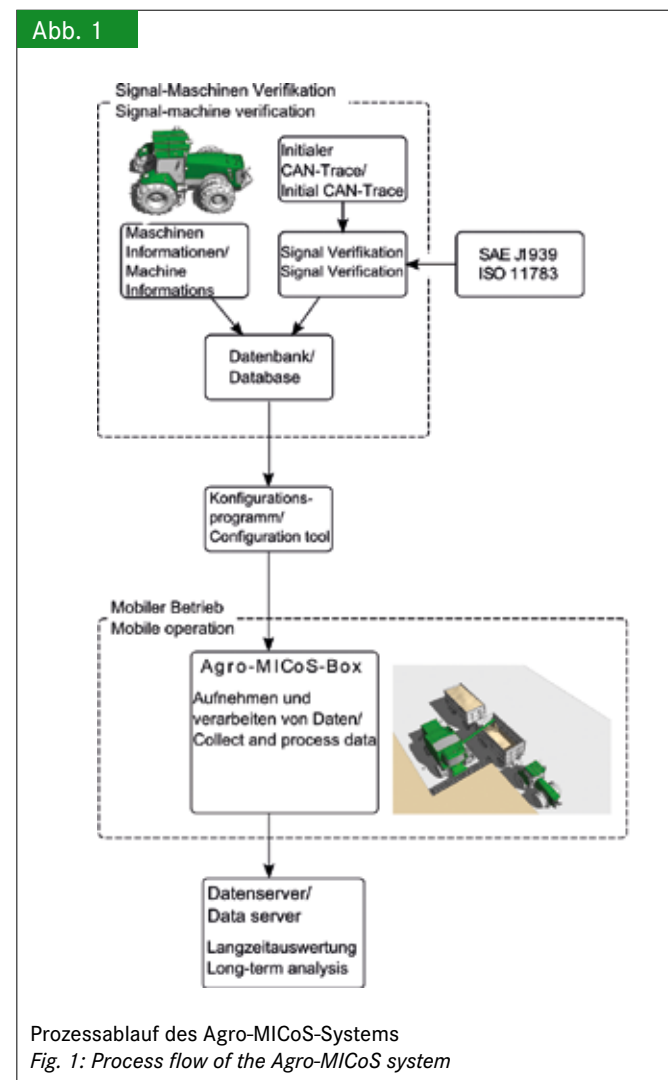 Abb. 1
Signal-Maschinen Verifikation
Signal-machine verification
Initialer
CAN-Trace/
Initial CAN-Trace
Maschinen
Informationen/
Machine
Informations
Signal Verifikation
Signal Verification
SAE J1939
ISO 11783
Datenbank/
Database
Konfigurations-
programm/
Configuration tool
Mobiler Betrieb
Mobile operation
Agro-MICoS-Box
Aufnehmen und
verarbeiten von Daten/
Collect and process data
Datenserver/
Data server
Langzeitauswertung
Long-term analysis
Prozessablauf des Agro-MICoS-Systems
Fig. 1: Process flow of the Agro-MICoS system